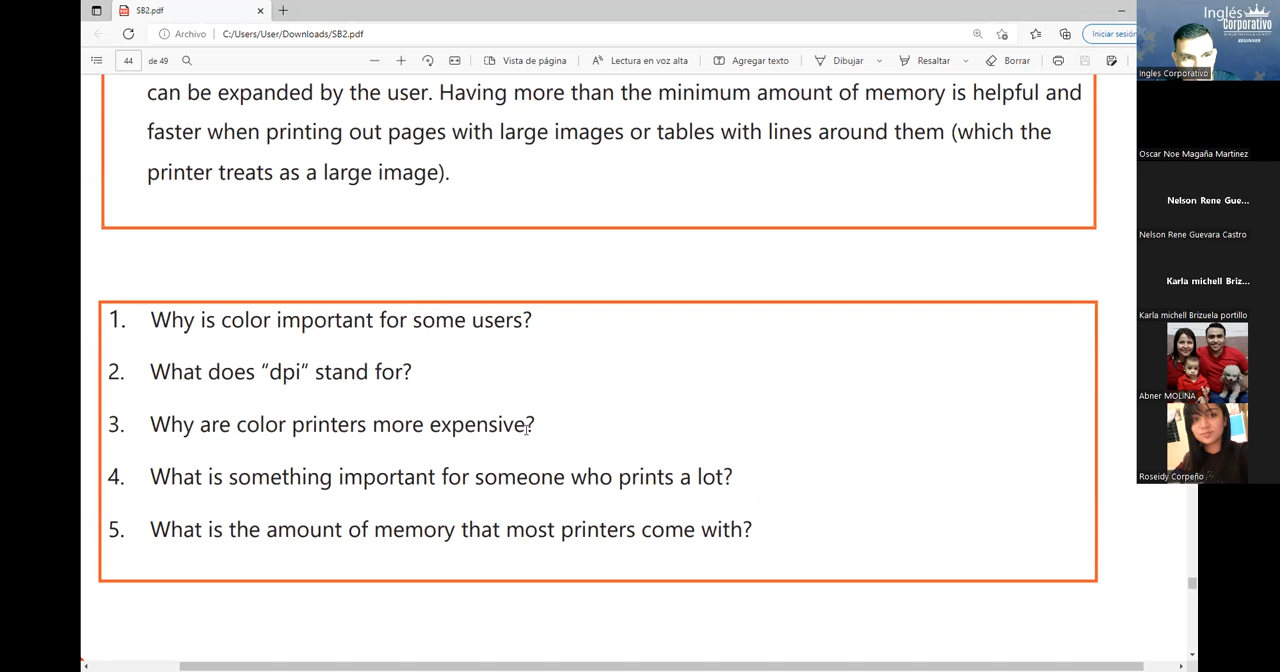 SB2.pdf
Archivo
C:/Users/User/Downloads/SB2.pdf
Iniciar sesión
44
de 49
Vista de página
Lectura en voz alta
Agregar texto
Dibujar
Resaltar
Borrar
can be expanded by the user. Having more than the minimum amount of memory is helpful and
faster when printing out pages with large images or tables with lines around them (which the
printer treats as a large image).
1. Why is color important for some users?
2. What does “dpi“ stand for?
3. Why are color printers more expensive?
4. What is something important for someone who prints a lot?
5. What is the amount of memory that most printers come with?
Inglés
Corporativo
BEGINNER
Ingles Corporativo
Oscar Noe Magaña Martinez
Nelson Rene Gue...
Nelson Rene Guevara Castro
Karla michell Briz...
Karla michell Brizuela portillo
Abner MOLINA
Roseidy Corpeño